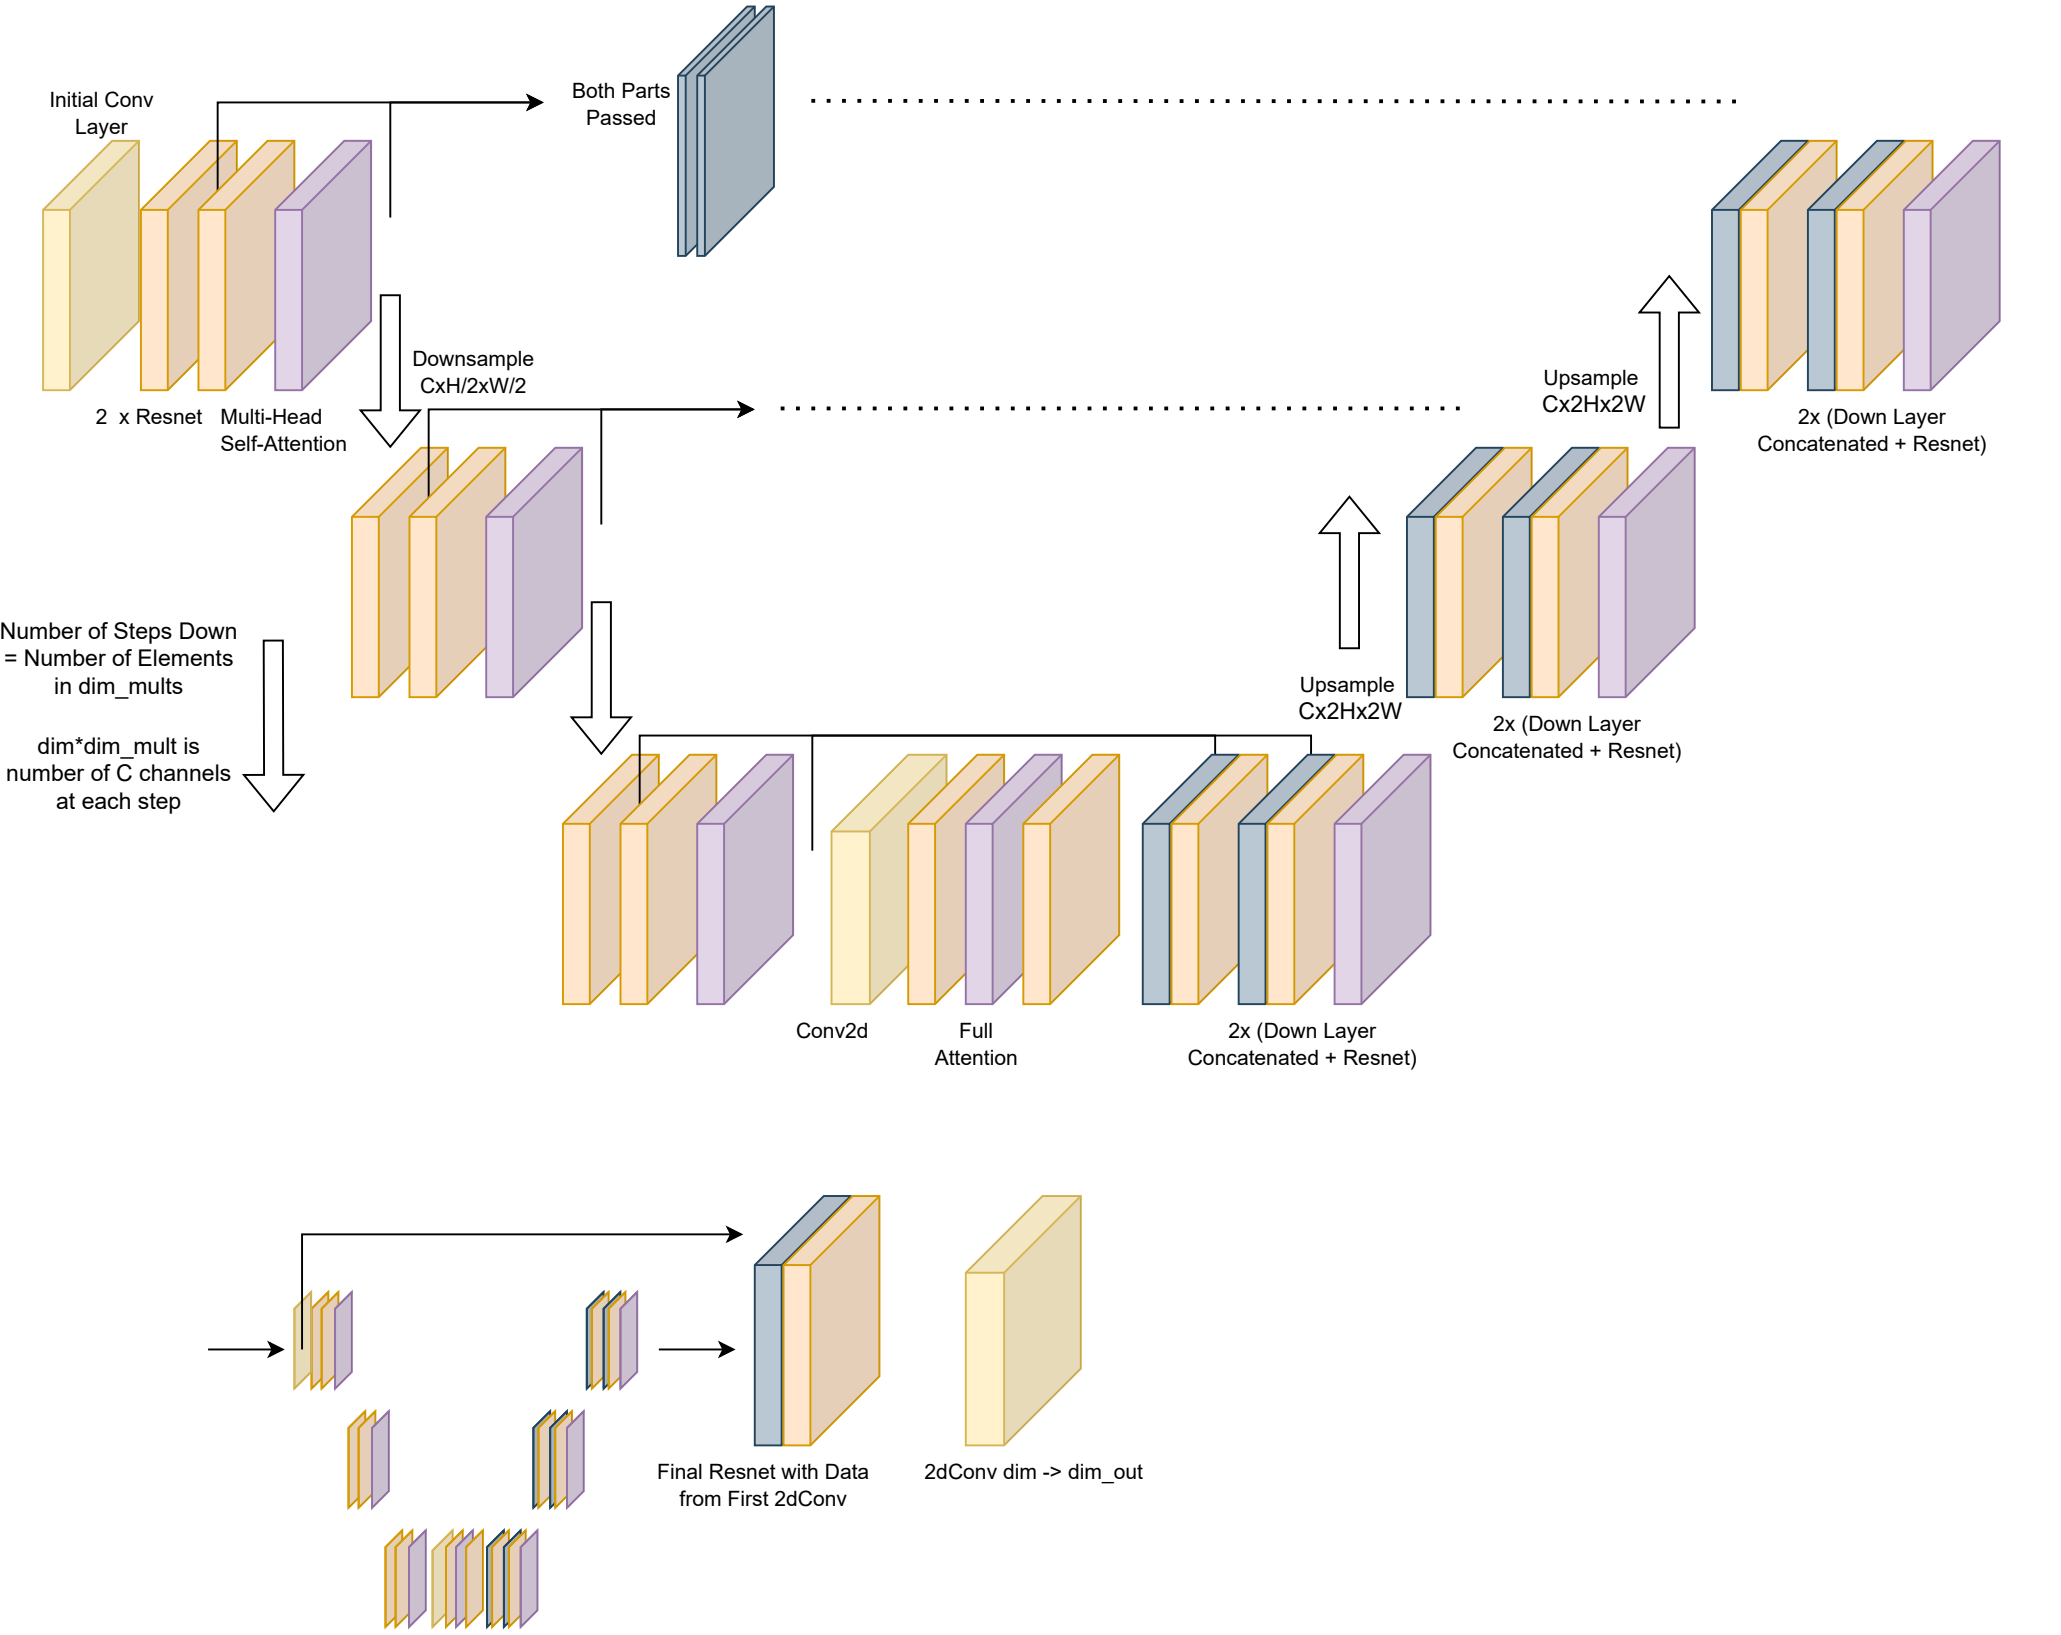 Initial Conv
Layer
Both Parts
Passed
2 x Resnet
Multi-Head
Self-Attention
Downsample
CxH/2xW/2
Upsample
Cx2Hx2W
2x (Down Layer
Concatenated + Resnet)
Number of Steps Down
= Number of Elements
in dim_mults
dim*dim_mult is
number of C channels
at each step
Upsample
Cx2Hx2W
2x (Down Layer
Concatenated + Resnet)
Conv2d
Full
Attention
2x (Down Layer
Concatenated + Resnet)
Final Resnet with Data
from First 2dConv
2dConv dim -> dim_out